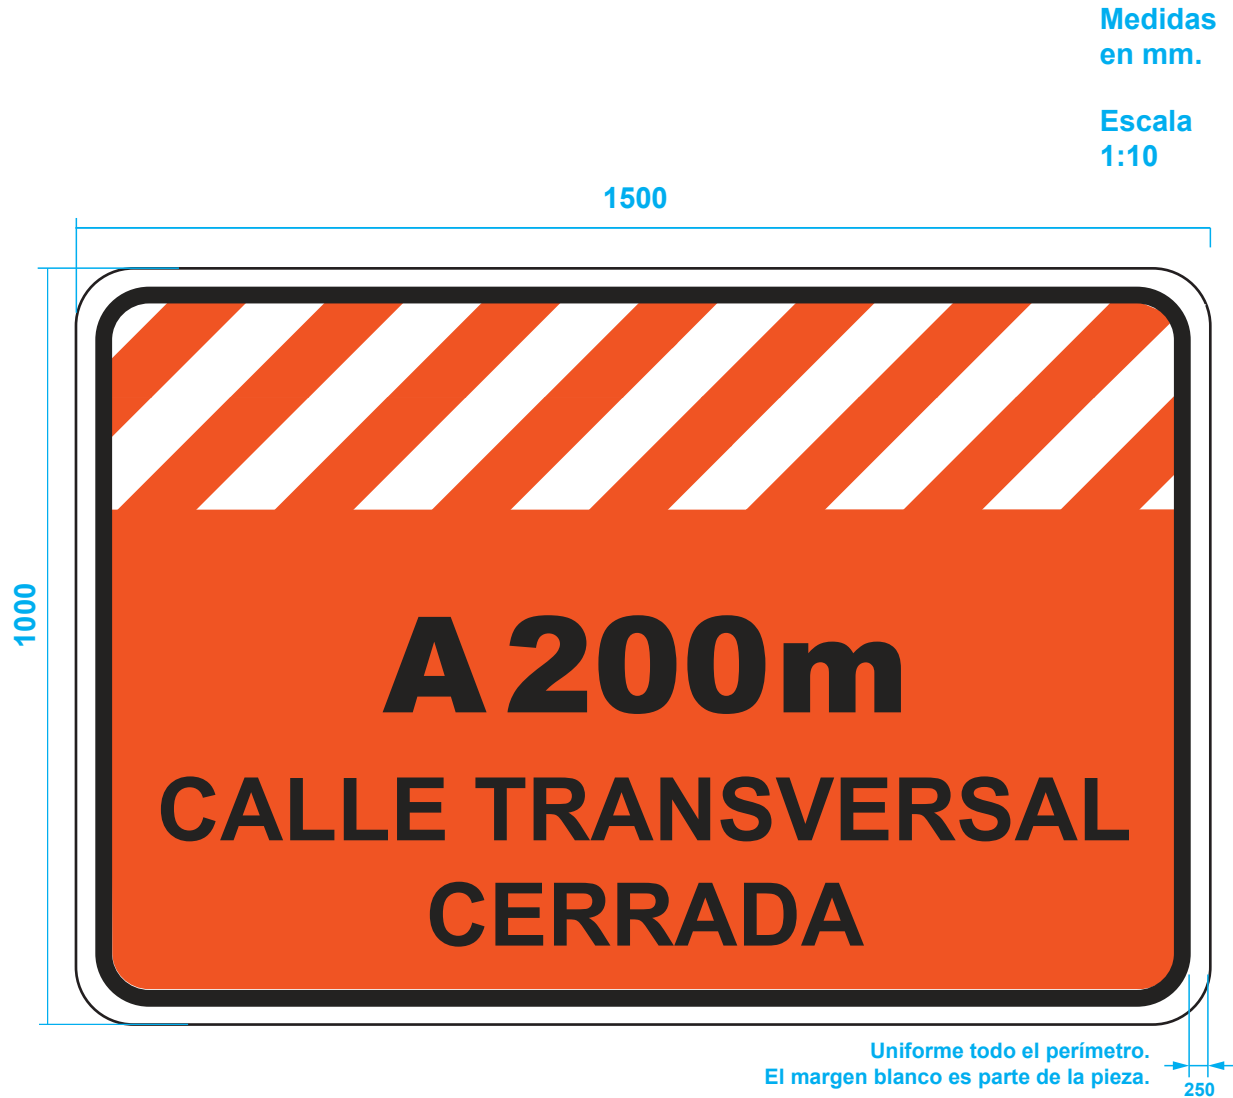 Medidas
en mm.
Escala
1:10
1500
1000
A 200 m
CALLE TRANSVERSAL
CERRADA
Uniforme todo el perímetro.
El margen blanco es parte de la pieza.
250